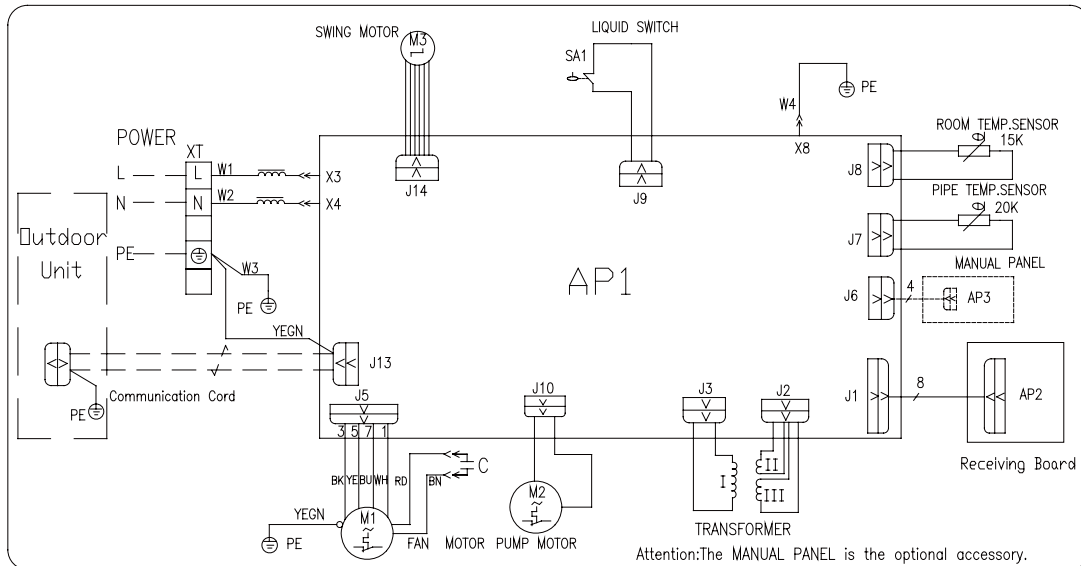 SWING MOTOR
M3
LIQUID SWITCH
SA1
W4
PE
X8
POWER
XT
L
L
W1
X3
N
N
W2
X4
PE
W3
PE
YEGN
Outdoor
Unit
PE
Communication Cord
J13
J14
J9
AP1
ROOM TEMP.SENSOR
15K
J8
PIPE TEMP.SENSOR
20K
J7
MANUAL PANEL
J6
4
AP3
J1
8
AP2
Receiving Board
J5
3 5 7 1
BK YE BU WH RD BN
C
YEGN
PE
M1
FAN MOTOR
J10
M2
PUMP MOTOR
J3
J2
I
II
III
TRANSFORMER
Attention:The MANUAL PANEL is the optional accessory.